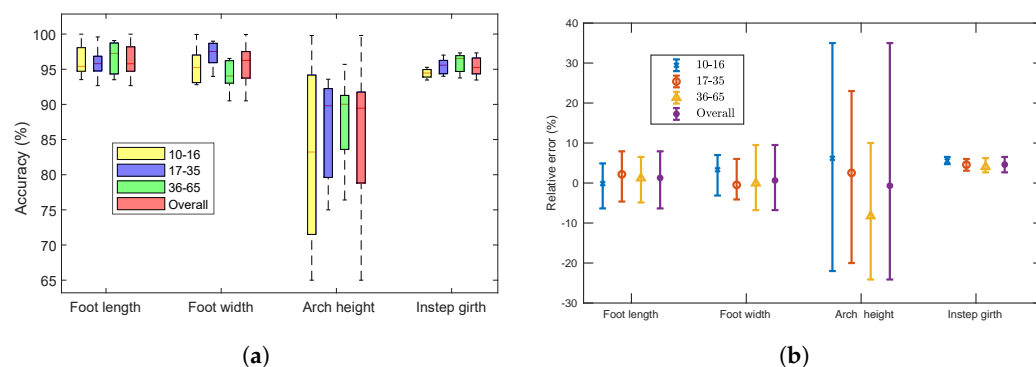 100
95
90
85
80
75
70
65
Accuracy (%)
10-16
17-35
36-65
Overall
Foot length Foot width Arch height Instep girth
(a)
40
30
20
10
0
-10
-20
-30
Relative error (%)
10-16
17-35
36-65
Overall
Foot length Foot width Arch height Instep girth
(b)